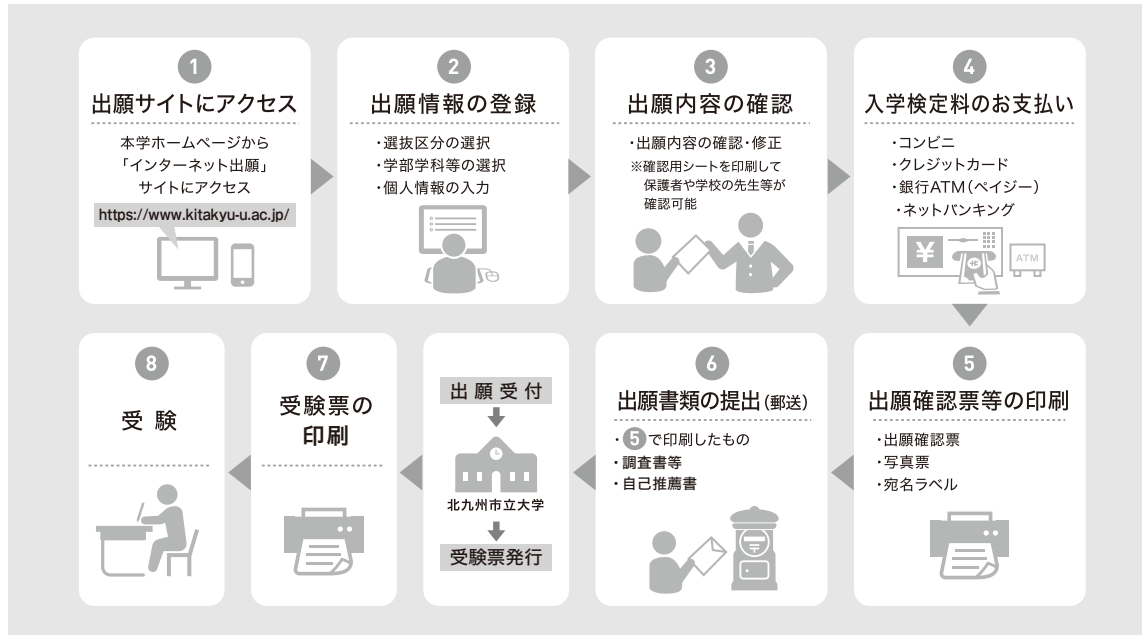 1
出願サイトにアクセス
本学ホームページから
「インターネット出願」
サイトにアクセス
https://www.kitakyu-u.ac.jp/
2
出願情報の登録
・選抜区分の選択
・学部学科等の選択
・個人情報の入力
3
出願内容の確認
・出願内容の確認・修正
※確認用シートを印刷して
保護者や学校の先生等が
確認可能
4
入学検定料のお支払い
・コンビニ
・クレジットカード
・銀行ATM（ペイジー）
・ネットバンキング
¥
ATM
5
出願確認票等の印刷
・出願確認票
・写真票
・宛名ラベル
6
出願書類の提出（郵送）
・5で印刷したもの
・調査書等
・自己推薦書
出願受付
北九州市立大学
受験票発行
7
受験票の
印刷
8
受 験